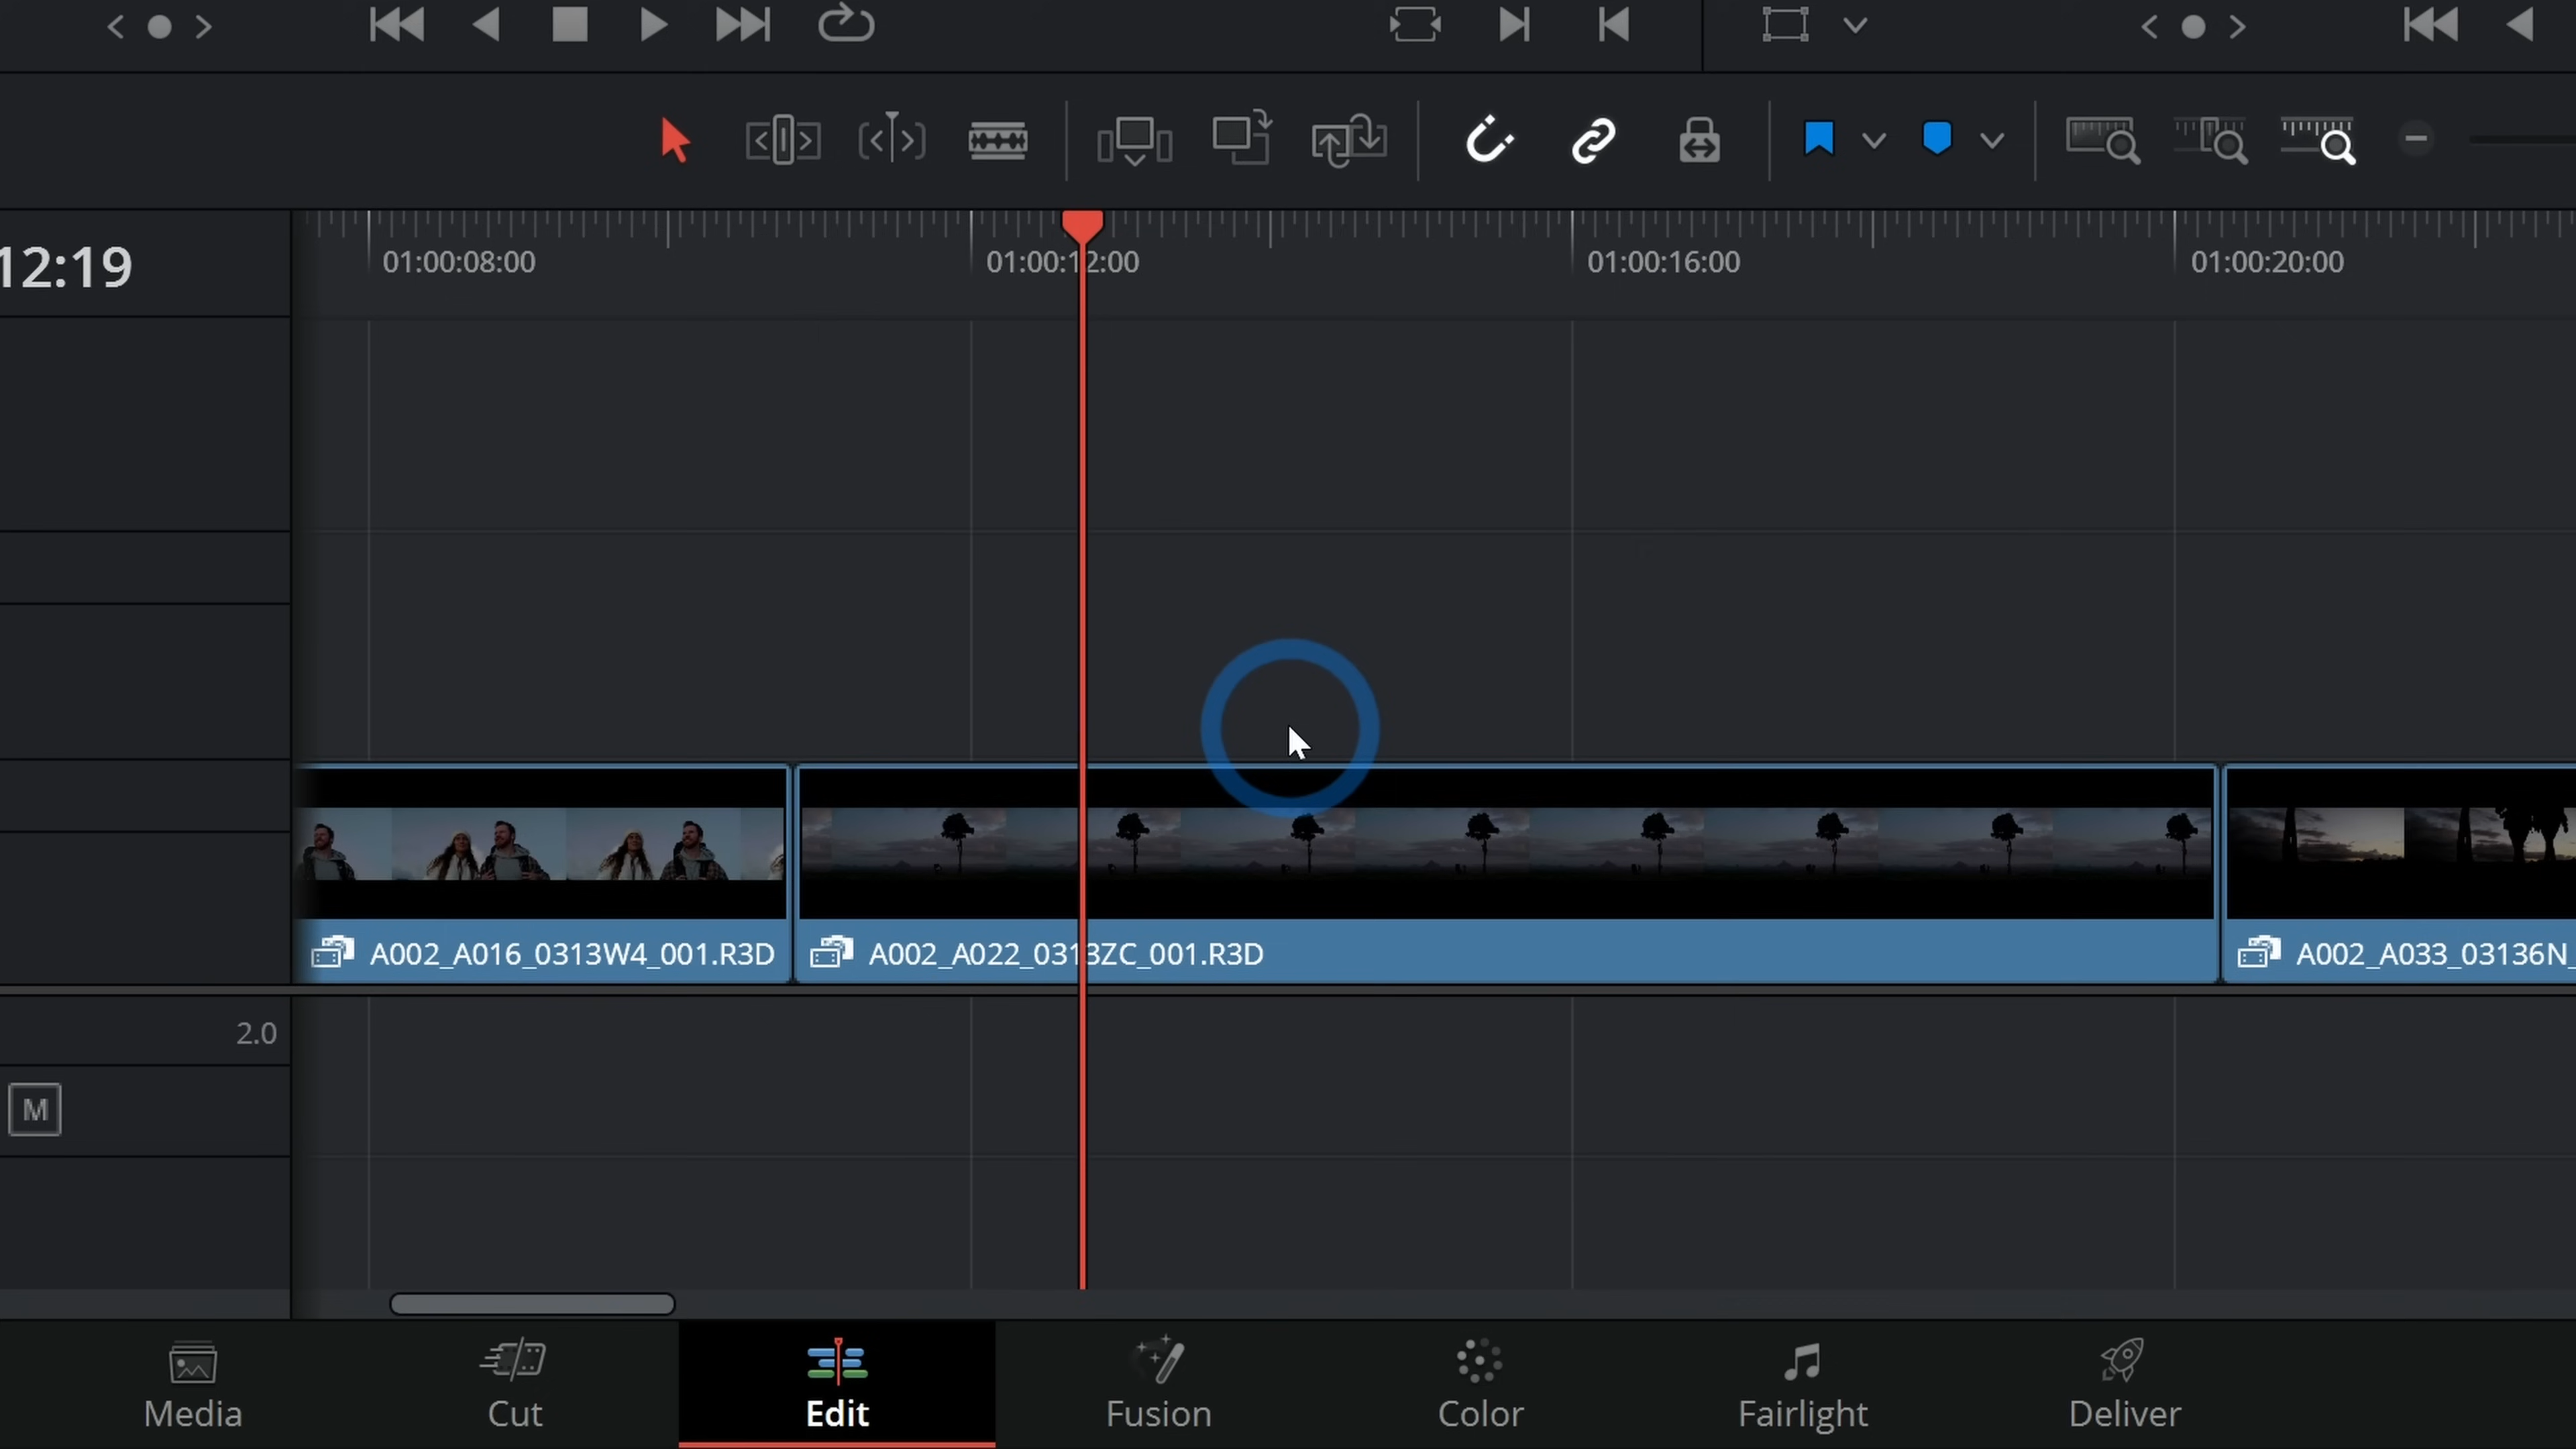 12:19
01:00:08:00
01:00:12:00
01:00:16:00
01:00:20:00
A002_A016_0313W4_001.R3D
A002_A022_0313ZC_001.R3D
A002_A033_03136N_
2.0
M
Media
Cut
Edit
Fusion
Color
Fairlight
Deliver